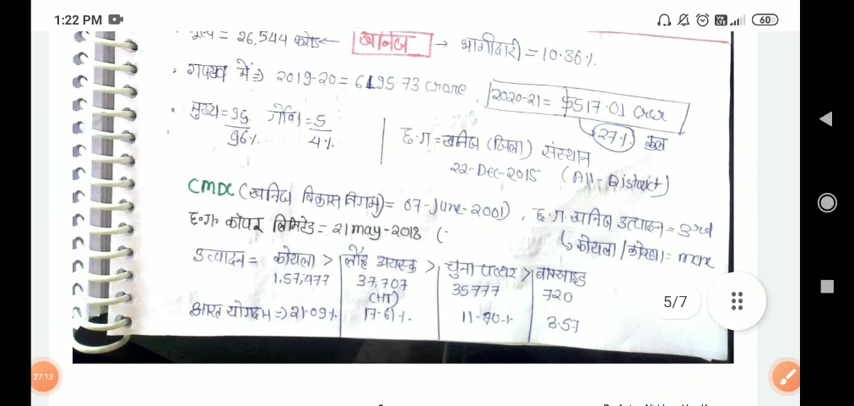 1:22 PM
60
मूल्य = 26,544 करोड़ ← खनिज → भागीदारी = 10.36%.
राजस्व में ⇒ 2019-20 = 6195.73 crore, 2020-21 = 5517.01 crore
27%
मुख्य = 96% गौण = 4%
छ.ग = खनिज (जिला) संस्थान
22-Dec-2015 (All-District)
CMDC (खनिज विकास निगम) = 07-June-2001), छ.ग खनिज उत्पादन = 3rd
छ.ग. कॉपर लिमिटेड = 21 may-2018 ( कोयला/कोरबा = more
उत्पादन = कोयला > लौह अयस्क > चुना पत्थर > बाक्साइड
1,57,477 37,707 35777 720
(HT)
भारत योगदान ⇒ 21.09% 17.61%. 11.70% 3.57
5/7
27:13